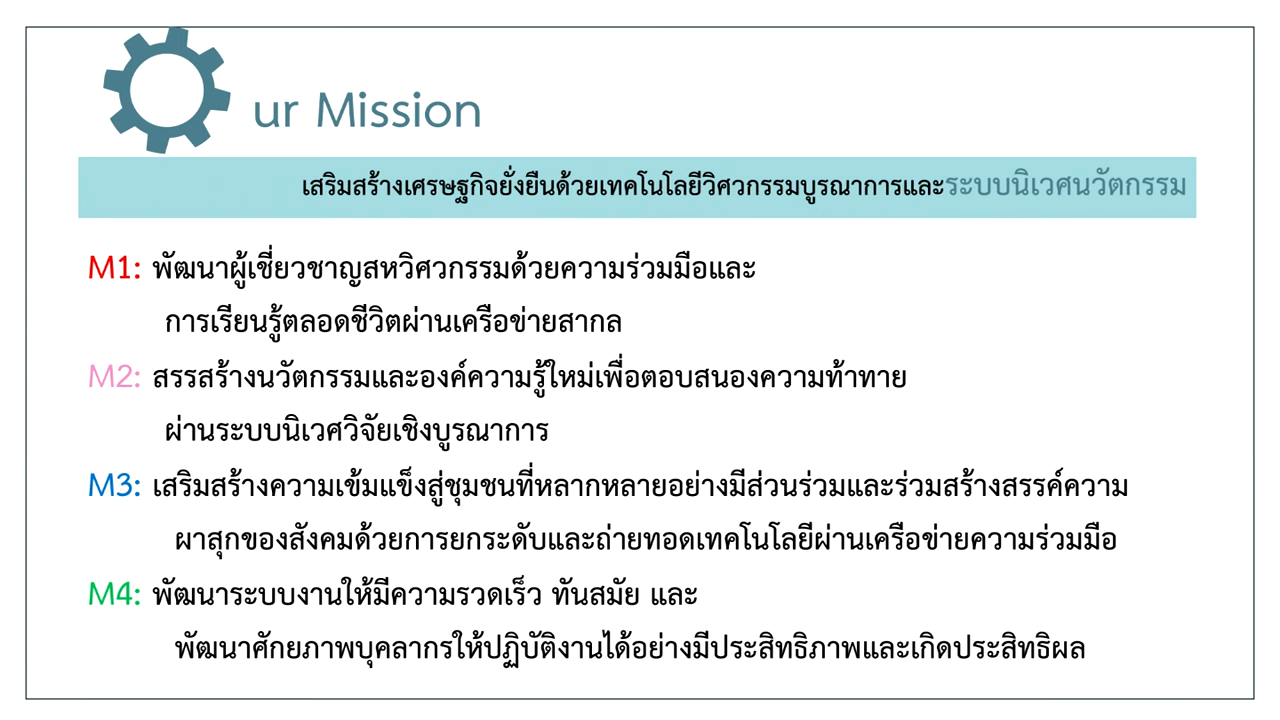 ur Mission
เสริมสร้างเศรษฐกิจยั่งยืนด้วยเทคโนโลยีวิศวกรรมบูรณาการและระบบนิเวศนวัตกรรม
M1: พัฒนาผู้เชี่ยวชาญสหวิศวกรรมด้วยความร่วมมือและ
การเรียนรู้ตลอดชีวิตผ่านเครือข่ายสากล
M2: สรรสร้างนวัตกรรมและองค์ความรู้ใหม่เพื่อตอบสนองความท้าทาย
ผ่านระบบนิเวศวิจัยเชิงบูรณาการ
M3: เสริมสร้างความเข้มแข็งสู่ชุมชนที่หลากหลายอย่างมีส่วนร่วมและร่วมสร้างสรรค์ความ
ผาสุกของสังคมด้วยการยกระดับและถ่ายทอดเทคโนโลยีผ่านเครือข่ายความร่วมมือ
M4: พัฒนาระบบงานให้มีความรวดเร็ว ทันสมัย และ
พัฒนาศักยภาพบุคลากรให้ปฏิบัติงานได้อย่างมีประสิทธิภาพและเกิดประสิทธิผล